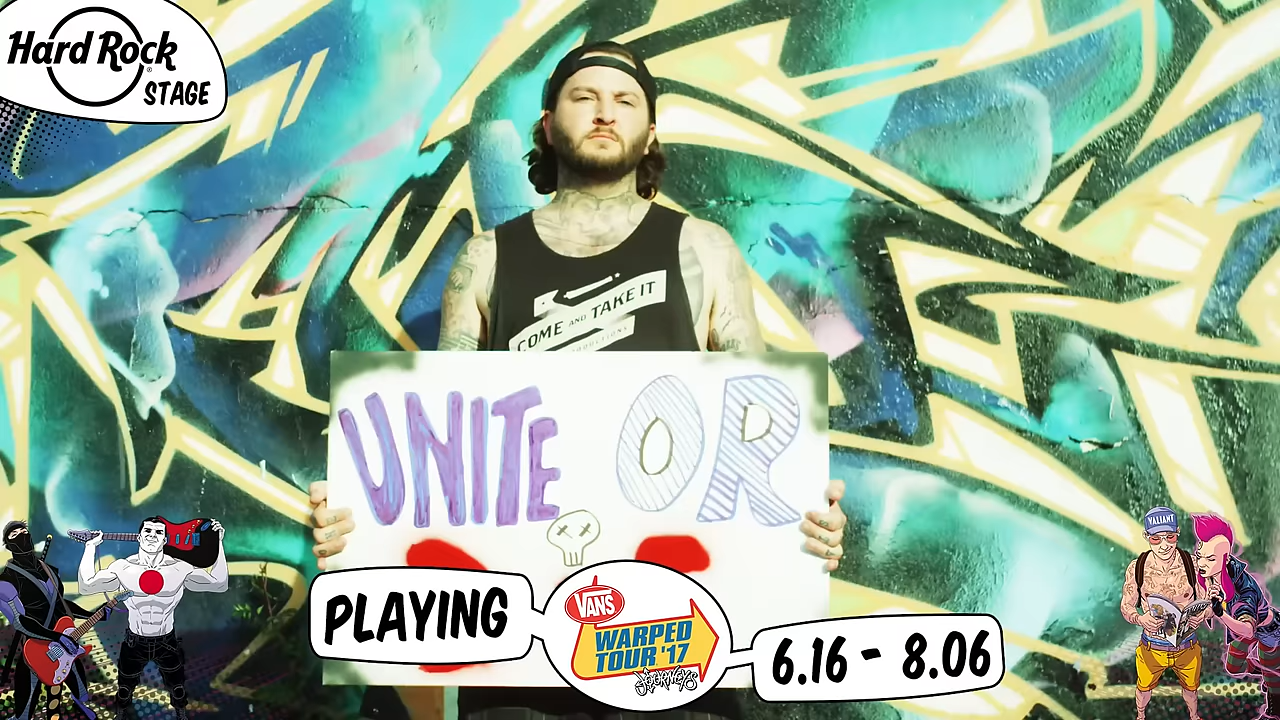 Hard Rock
STAGE
COME AND TAKE IT
UNITE OR
PLAYING
VANS
WARPED
TOUR '17
JOURNEYS
6.16 - 8.06
VALIANT